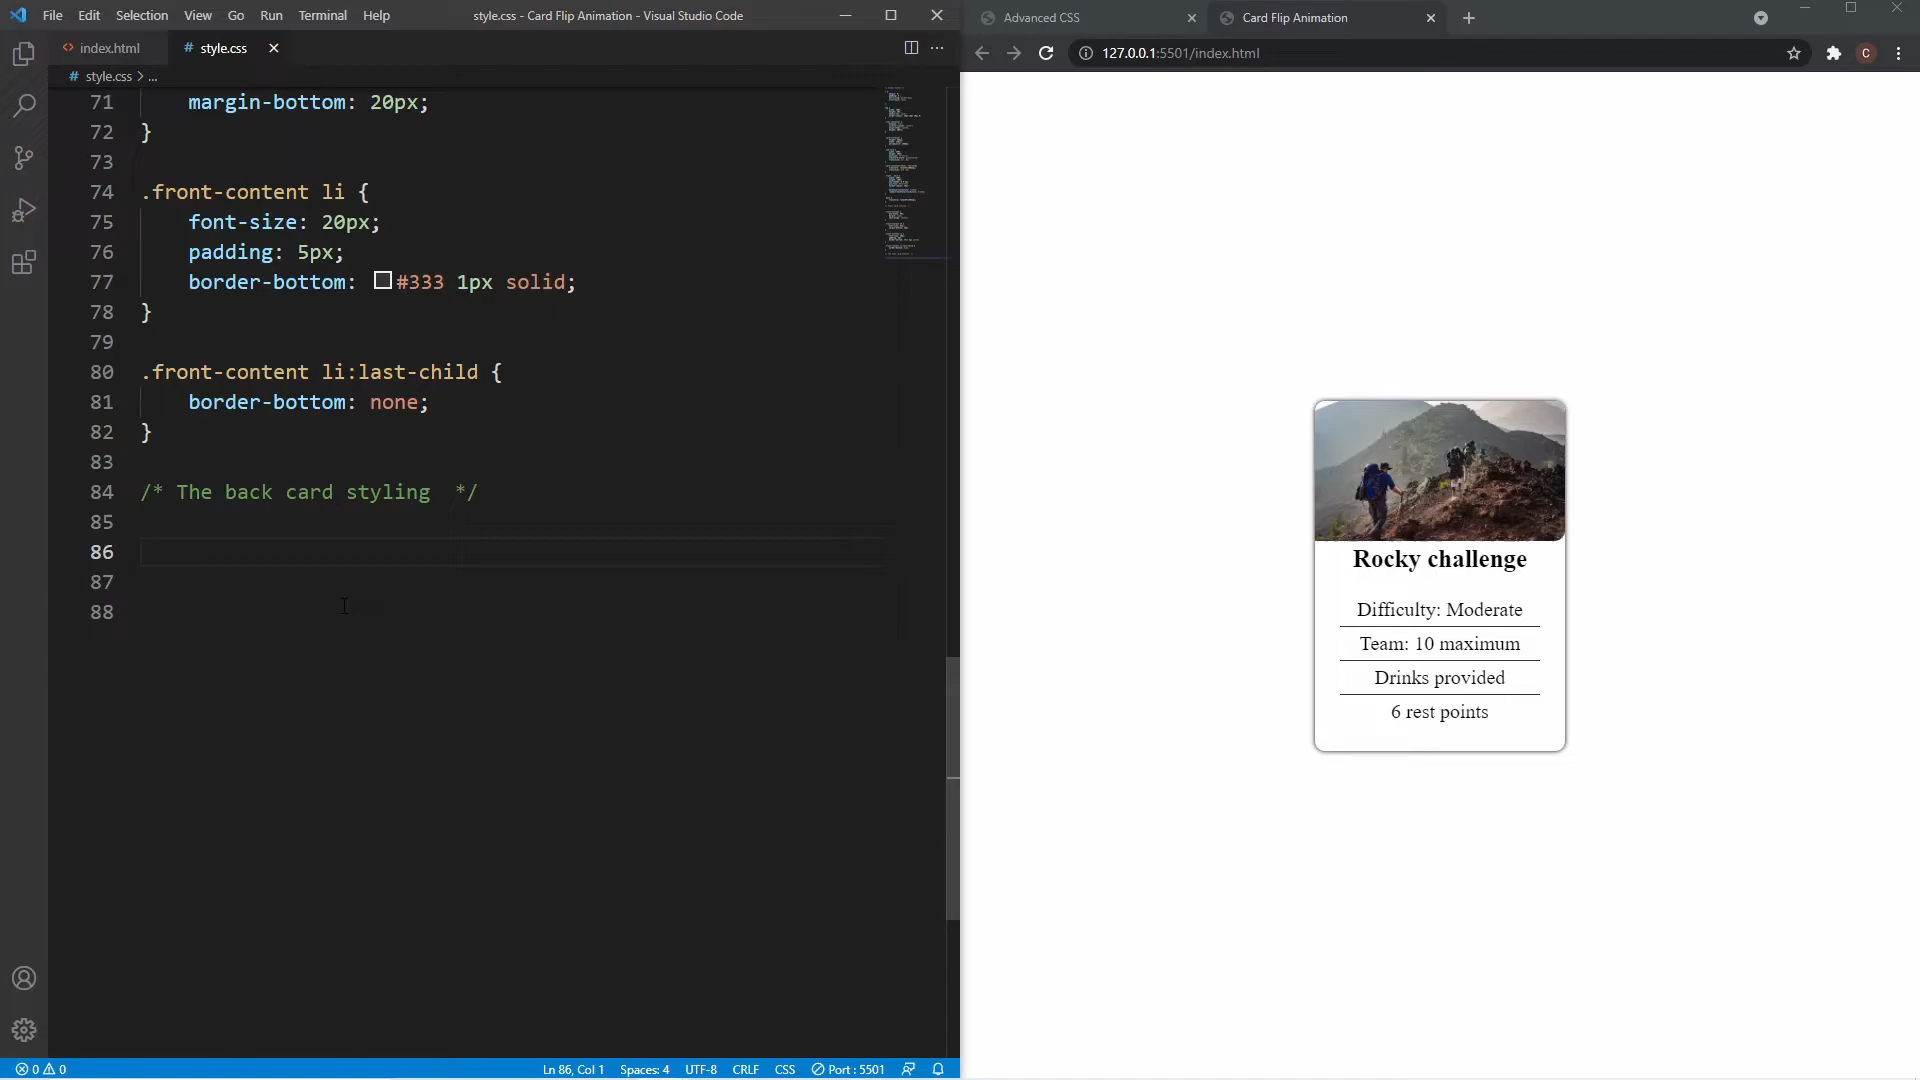 File Edit Selection View Go Run Terminal Help
style.css - Card Flip Animation - Visual Studio Code
index.html
# style.css
# style.css > ...
71 margin-bottom: 20px;
72 }
73
74 .front-content li {
75 font-size: 20px;
76 padding: 5px;
77 border-bottom: #333 1px solid;
78 }
79
80 .front-content li:last-child {
81 border-bottom: none;
82 }
83
84 /* The back card styling  */
85
86
87
88
0 0
Ln 86, Col 1 Spaces: 4 UTF-8 CRLF CSS Port : 5501
Advanced CSS
Card Flip Animation
127.0.0.1:5501/index.html
C
Rocky challenge
Difficulty: Moderate
Team: 10 maximum
Drinks provided
6 rest points